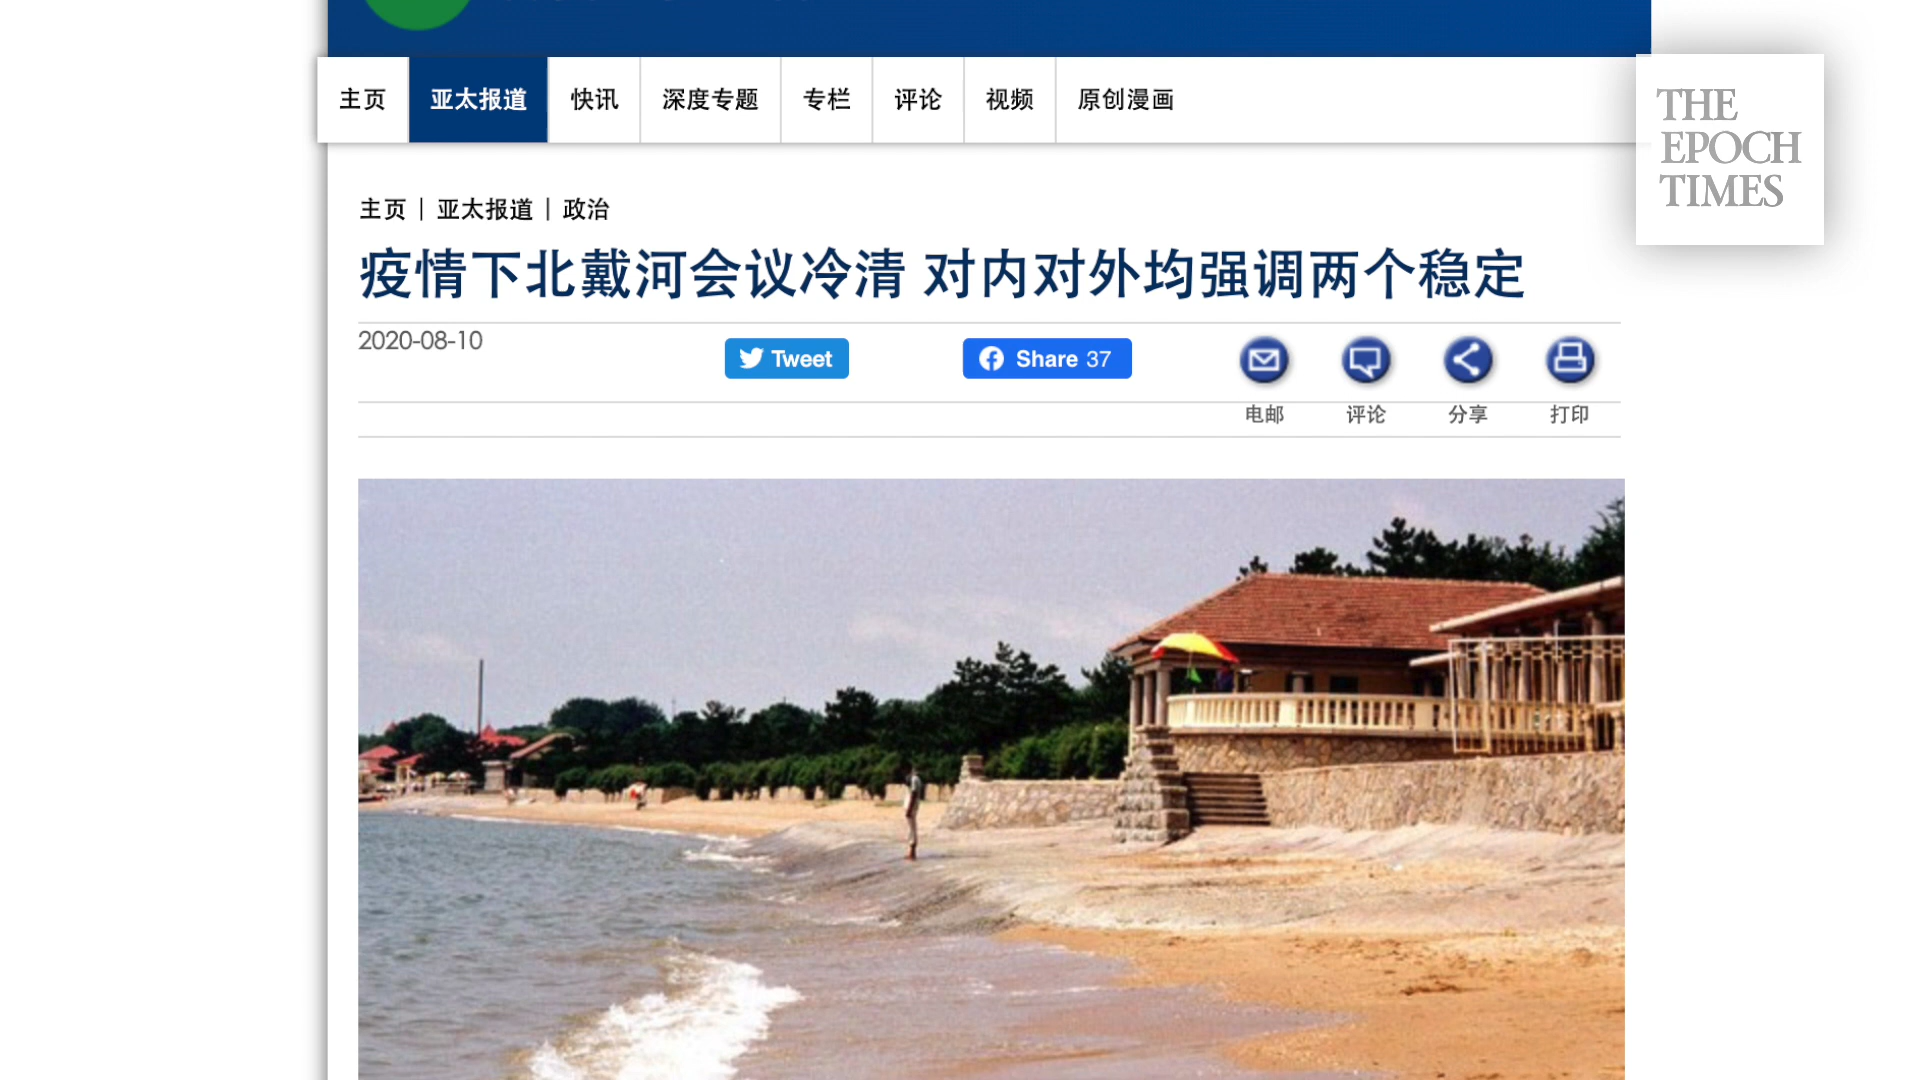 主页 亚太报道 快讯 深度专题 专栏 评论 视频 原创漫画
THE
EPOCH
TIMES
主页 | 亚太报道 | 政治
疫情下北戴河会议冷清 对内对外均强调两个稳定
2020-08-10
Tweet
Share 37
电邮 评论 分享 打印